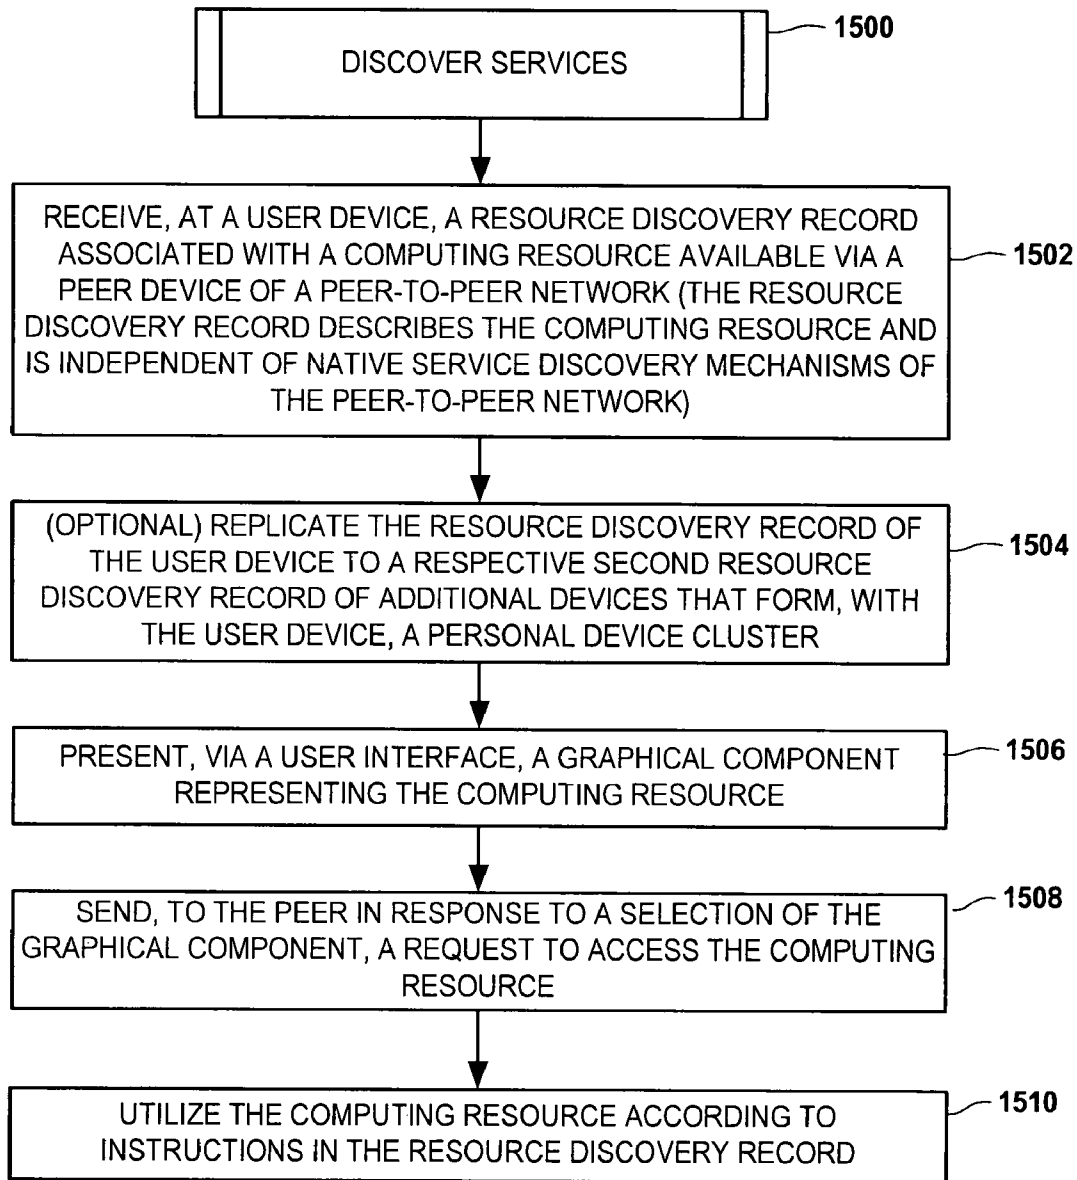 DISCOVER SERVICES
1500
RECEIVE, AT A USER DEVICE, A RESOURCE DISCOVERY RECORD
ASSOCIATED WITH A COMPUTING RESOURCE AVAILABLE VIA A
PEER DEVICE OF A PEER-TO-PEER NETWORK (THE RESOURCE
DISCOVERY RECORD DESCRIBES THE COMPUTING RESOURCE AND
IS INDEPENDENT OF NATIVE SERVICE DISCOVERY MECHANISMS OF
THE PEER-TO-PEER NETWORK)
1502
(OPTIONAL) REPLICATE THE RESOURCE DISCOVERY RECORD OF
THE USER DEVICE TO A RESPECTIVE SECOND RESOURCE
DISCOVERY RECORD OF ADDITIONAL DEVICES THAT FORM, WITH
THE USER DEVICE, A PERSONAL DEVICE CLUSTER
1504
PRESENT, VIA A USER INTERFACE, A GRAPHICAL COMPONENT
REPRESENTING THE COMPUTING RESOURCE
1506
SEND, TO THE PEER IN RESPONSE TO A SELECTION OF THE
GRAPHICAL COMPONENT, A REQUEST TO ACCESS THE COMPUTING
RESOURCE
1508
UTILIZE THE COMPUTING RESOURCE ACCORDING TO
INSTRUCTIONS IN THE RESOURCE DISCOVERY RECORD
1510